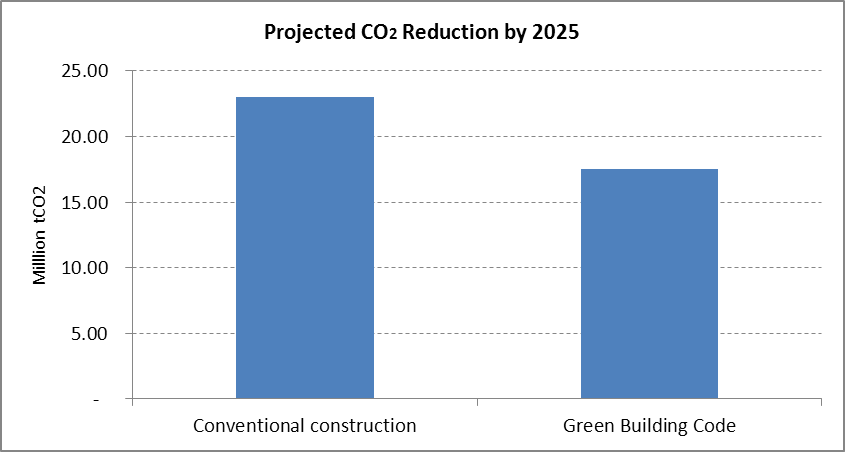 Projected CO2 Reduction by 2025
25.00
20.00
15.00
10.00
5.00
-
Milllion tCO2
Conventional construction
Green Building Code